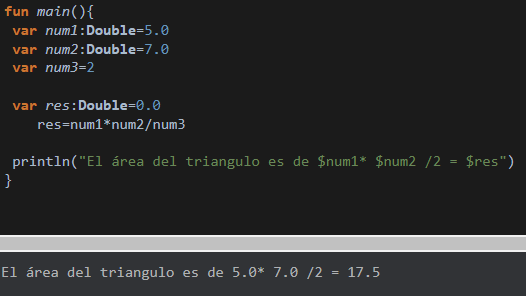 fun main(){
var num1:Double=5.0
var num2:Double=7.0
var num3=2
var res:Double=0.0
res=num1*num2/num3
println("El área del triangulo es de $num1* $num2 /2 = $res")
}
El área del triangulo es de 5.0* 7.0 /2 = 17.5